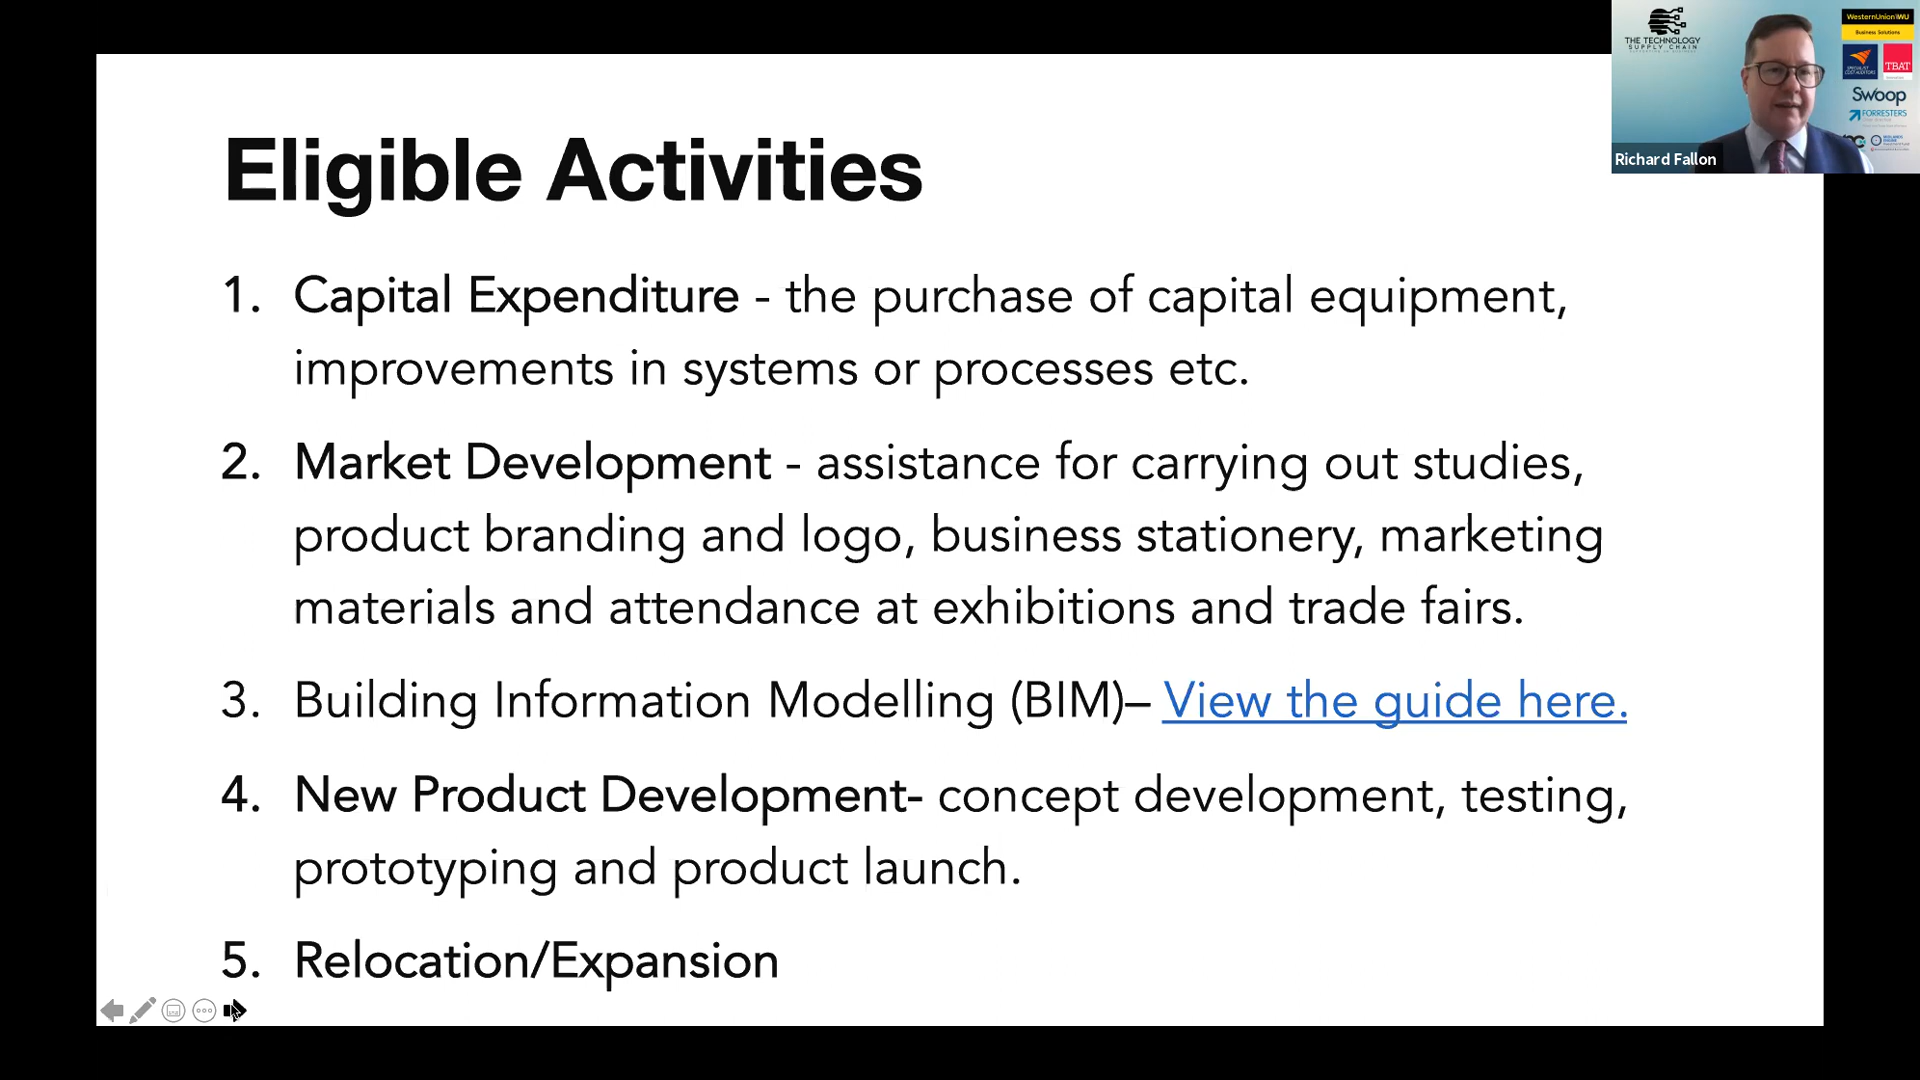 THE TECHNOLOGY
SUPPLY CHAIN
WesternUnion WU
Business Solutions
SPECIALIST
COST AUDITORS
TBAT
Swoop
FORRESTERS
Richard Fallon
Eligible Activities
1. Capital Expenditure - the purchase of capital equipment,
improvements in systems or processes etc.
2. Market Development - assistance for carrying out studies,
product branding and logo, business stationery, marketing
materials and attendance at exhibitions and trade fairs.
3. Building Information Modelling (BIM)– View the guide here.
4. New Product Development- concept development, testing,
prototyping and product launch.
5. Relocation/Expansion